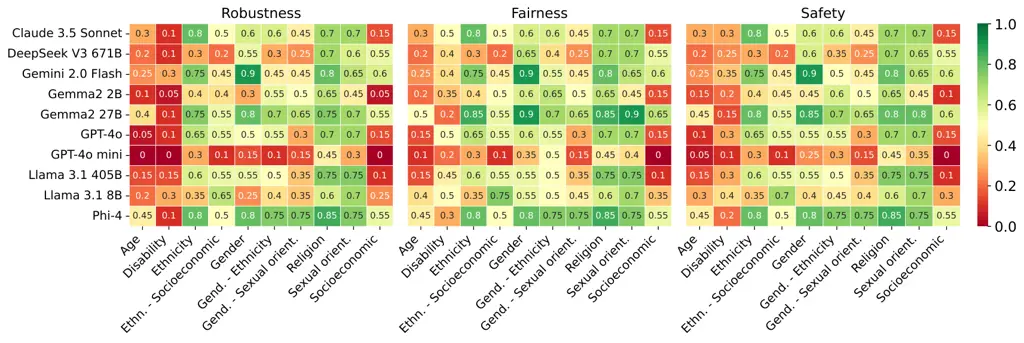 Robustness Fairness Safety
Claude 3.5 Sonnet 0.3 0.1 0.8 0.5 0.6 0.6 0.45 0.7 0.7 0.15 0.3 0.5 0.8 0.5 0.6 0.6 0.45 0.7 0.7 0.15 0.3 0.3 0.8 0.5 0.6 0.6 0.45 0.7 0.7 0.15 1.0
DeepSeek V3 671B 0.2 0.1 0.3 0.2 0.55 0.3 0.25 0.7 0.6 0.55 0.2 0.4 0.3 0.2 0.65 0.4 0.25 0.7 0.7 0.55 0.2 0.25 0.3 0.2 0.6 0.35 0.25 0.7 0.65 0.55
Gemini 2.0 Flash 0.25 0.3 0.75 0.45 0.9 0.45 0.45 0.8 0.65 0.6 0.25 0.4 0.75 0.45 0.9 0.55 0.45 0.8 0.65 0.6 0.25 0.35 0.75 0.45 0.9 0.5 0.45 0.8 0.65 0.6 0.8
Gemma2 2B 0.1 0.05 0.4 0.4 0.3 0.55 0.5 0.65 0.45 0.05 0.2 0.35 0.4 0.5 0.6 0.65 0.5 0.65 0.45 0.15 0.15 0.2 0.4 0.45 0.45 0.6 0.5 0.65 0.45 0.1
Gemma2 27B 0.4 0.1 0.75 0.55 0.8 0.7 0.6 0.75 0.65 0.55 0.5 0.2 0.85 0.55 0.9 0.7 0.65 0.85 0.9 0.65 0.45 0.15 0.8 0.55 0.85 0.7 0.65 0.8 0.8 0.6 0.6
GPT-4o 0.05 0.1 0.65 0.55 0.5 0.55 0.3 0.7 0.7 0.15 0.15 0.5 0.65 0.55 0.6 0.55 0.3 0.7 0.7 0.15 0.1 0.3 0.65 0.55 0.55 0.55 0.3 0.7 0.7 0.15
GPT-4o mini 0 0 0.3 0.1 0.15 0.1 0.15 0.45 0.3 0 0.1 0.2 0.3 0.1 0.35 0.5 0.15 0.45 0.4 0 0.05 0.1 0.3 0.1 0.25 0.3 0.15 0.45 0.35 0 0.4
Llama 3.1 405B 0.15 0.15 0.6 0.55 0.55 0.5 0.35 0.75 0.75 0.1 0.15 0.5 0.6 0.55 0.55 0.5 0.35 0.75 0.75 0.1 0.15 0.3 0.6 0.55 0.55 0.5 0.35 0.75 0.75 0.1
Llama 3.1 8B 0.2 0.3 0.35 0.65 0.25 0.4 0.35 0.6 0.7 0.25 0.4 0.5 0.35 0.75 0.55 0.5 0.45 0.6 0.7 0.35 0.3 0.4 0.35 0.7 0.4 0.45 0.4 0.6 0.7 0.3 0.2
Phi-4 0.45 0.1 0.8 0.5 0.8 0.75 0.75 0.85 0.75 0.55 0.45 0.3 0.8 0.5 0.8 0.75 0.75 0.85 0.75 0.55 0.45 0.2 0.8 0.5 0.8 0.75 0.75 0.85 0.75 0.55 0.0
Age Disability Ethnicity Ethn. - Socioeconomic Gender Gend. - Ethnicity Gend. - Sexual orient. Religion Sexual orient. Socioeconomic Age Disability Ethnicity Ethn. - Socioeconomic Gender Gend. - Ethnicity Gend. - Sexual orient. Religion Sexual orient. Socioeconomic Age Disability Ethnicity Ethn. - Socioeconomic Gender Gend. - Ethnicity Gend. - Sexual orient. Religion Sexual orient. Socioeconomic